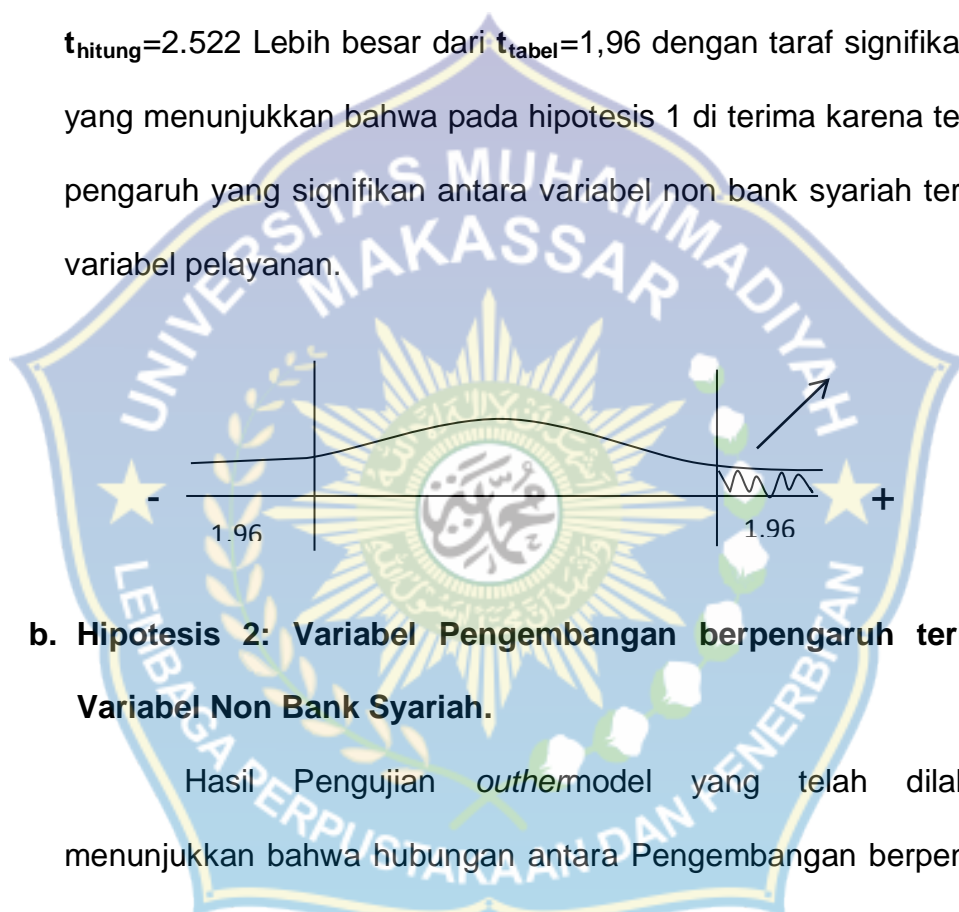 t_hitung=2.522 Lebih besar dari t_tabel=1,96 dengan taraf signifika
yang menunjukkan bahwa pada hipotesis 1 di terima karena te
pengaruh yang signifikan antara variabel non bank syariah ter
variabel pelayanan.
UNIVERSITAS MUHAMMADIYAH
MAKASSAR
- +
1.96 1.96
b. Hipotesis 2: Variabel Pengembangan berpengaruh ter
Variabel Non Bank Syariah.
Hasil Pengujian outhermodel yang telah dila
menunjukkan bahwa hubungan antara Pengembangan berper
LEMBAGA PERPUSTAKAAN DAN PENERBITAN